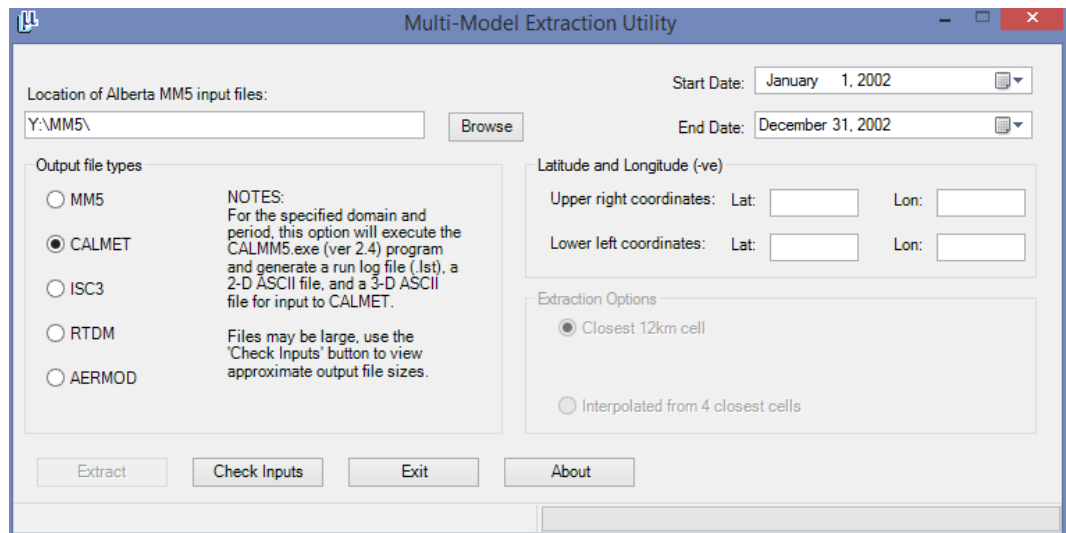 µ
Multi-Model Extraction Utility
Location of Alberta MM5 input files:
Y:\MM5\
Browse
Start Date:
January 1, 2002
End Date:
December 31, 2002
Output file types
MM5
CALMET
ISC3
RTDM
AERMOD
NOTES:
For the specified domain and
period, this option will execute the
CALMM5.exe (ver 2.4) program
and generate a run log file (.lst), a
2-D ASCII file, and a 3-D ASCII
file for input to CALMET.
Files may be large, use the
'Check Inputs' button to view
approximate output file sizes.
Latitude and Longitude (-ve)
Upper right coordinates: Lat: Lon:
Lower left coordinates: Lat: Lon:
Extraction Options
Closest 12km cell
Interpolated from 4 closest cells
Extract
Check Inputs
Exit
About